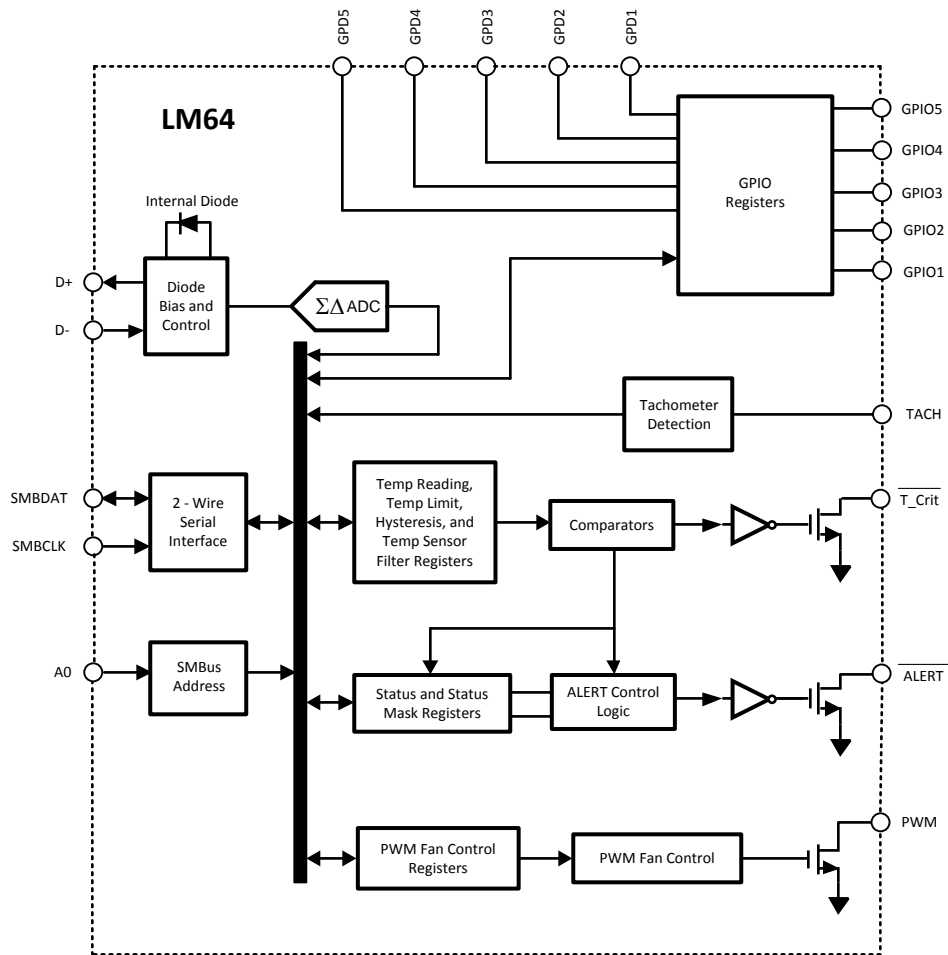 GPD5
GPD4
GPD3
GPD2
GPD1
LM64
GPIO5
GPIO4
GPIO3
GPIO2
GPIO1
GPIO
Registers
Internal Diode
D+
D-
Diode
Bias and
Control
ΣΔ ADC
Tachometer
Detection
TACH
SMBDAT
SMBCLK
2 - Wire
Serial
Interface
Temp Reading,
Temp Limit,
Hysteresis, and
Temp Sensor
Filter Registers
Comparators
T_Crit
A0
SMBus
Address
Status and Status
Mask Registers
ALERT Control
Logic
ALERT
PWM Fan Control
Registers
PWM Fan Control
PWM